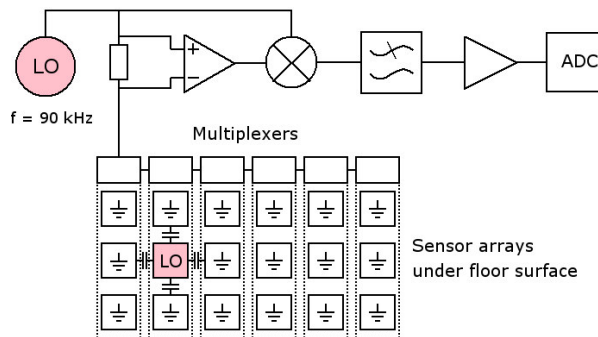 LO
+
−
ADC
f = 90 kHz
Multiplexers
LO
Sensor arrays
under floor surface